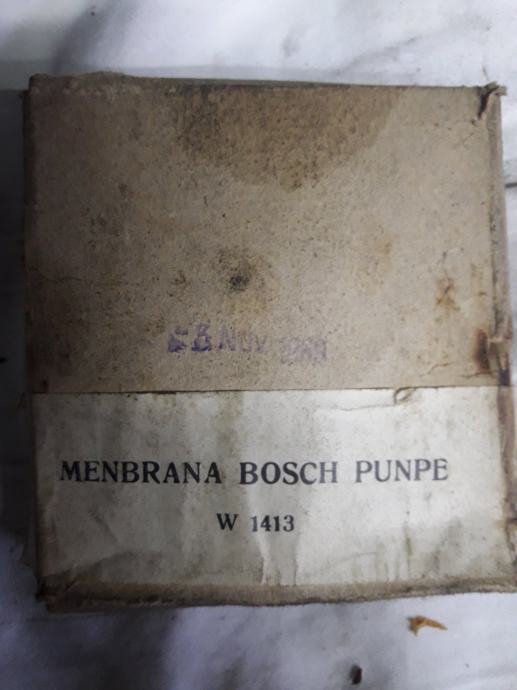 NOV
MENBRANA BOSCH PUNPE
W 1413